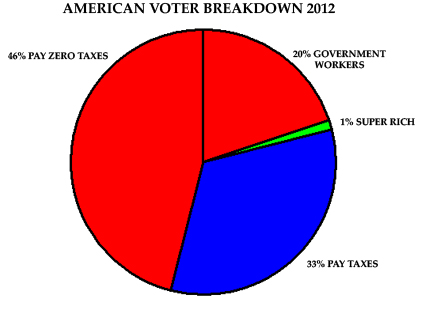 AMERICAN VOTER BREAKDOWN 2012
46% PAY ZERO TAXES
20% GOVERNMENT
WORKERS
1% SUPER RICH
33% PAY TAXES